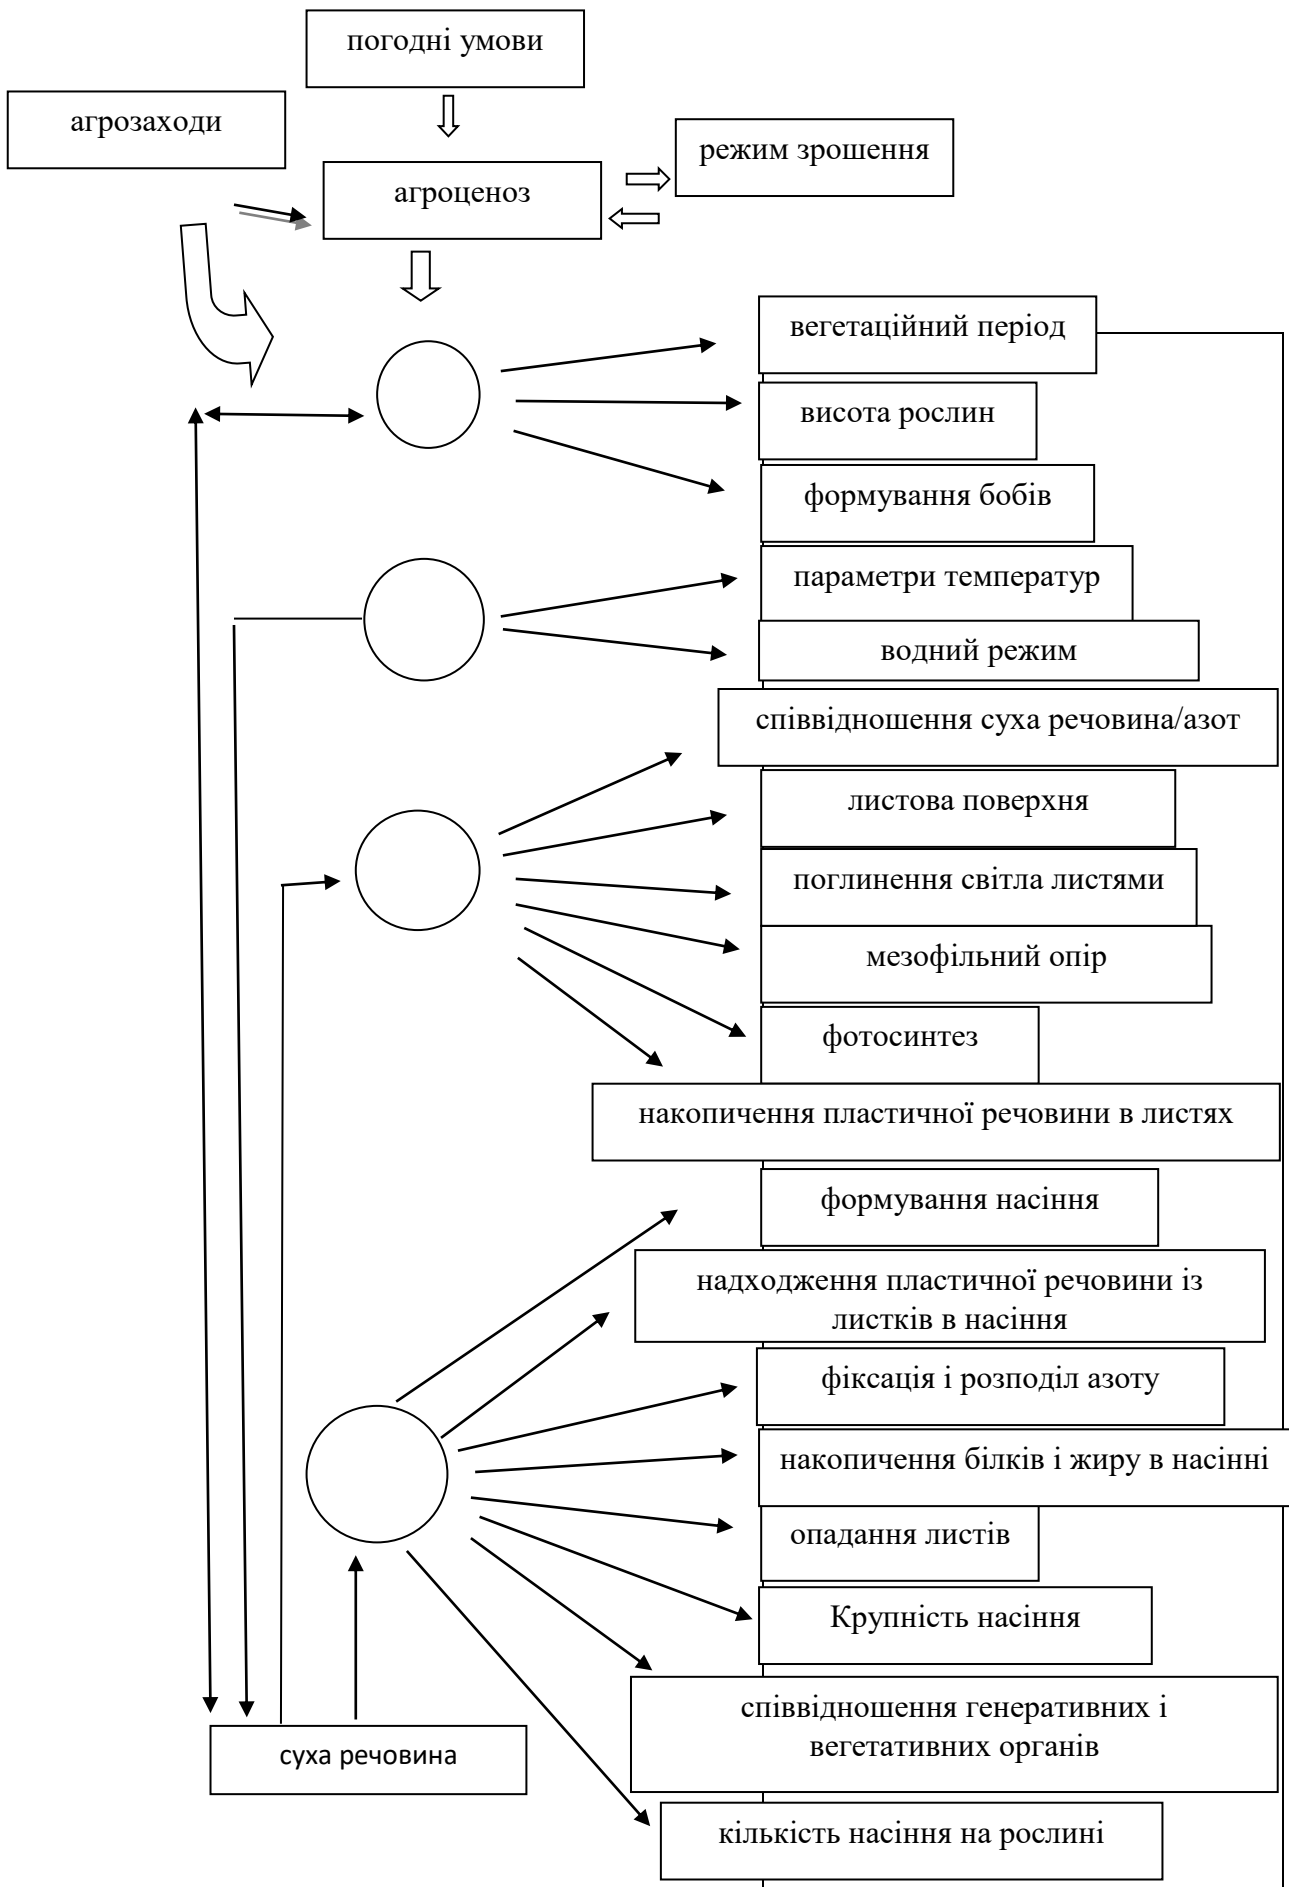 погодні умови
агрозаходи
режим зрошення
агроценоз
вегетаційний період
висота рослин
формування бобів
параметри температур
водний режим
співвідношення суха речовина/азот
листова поверхня
поглинення світла листями
мезофільний опір
фотосинтез
накопичення пластичної речовини в листях
формування насіння
надходження пластичної речовини із
листків в насіння
фіксація і розподіл азоту
накопичення білків і жиру в насінні
опадання листів
Крупність насіння
співвідношення генеративних і
вегетативних органів
суха речовина
кількість насіння на рослині